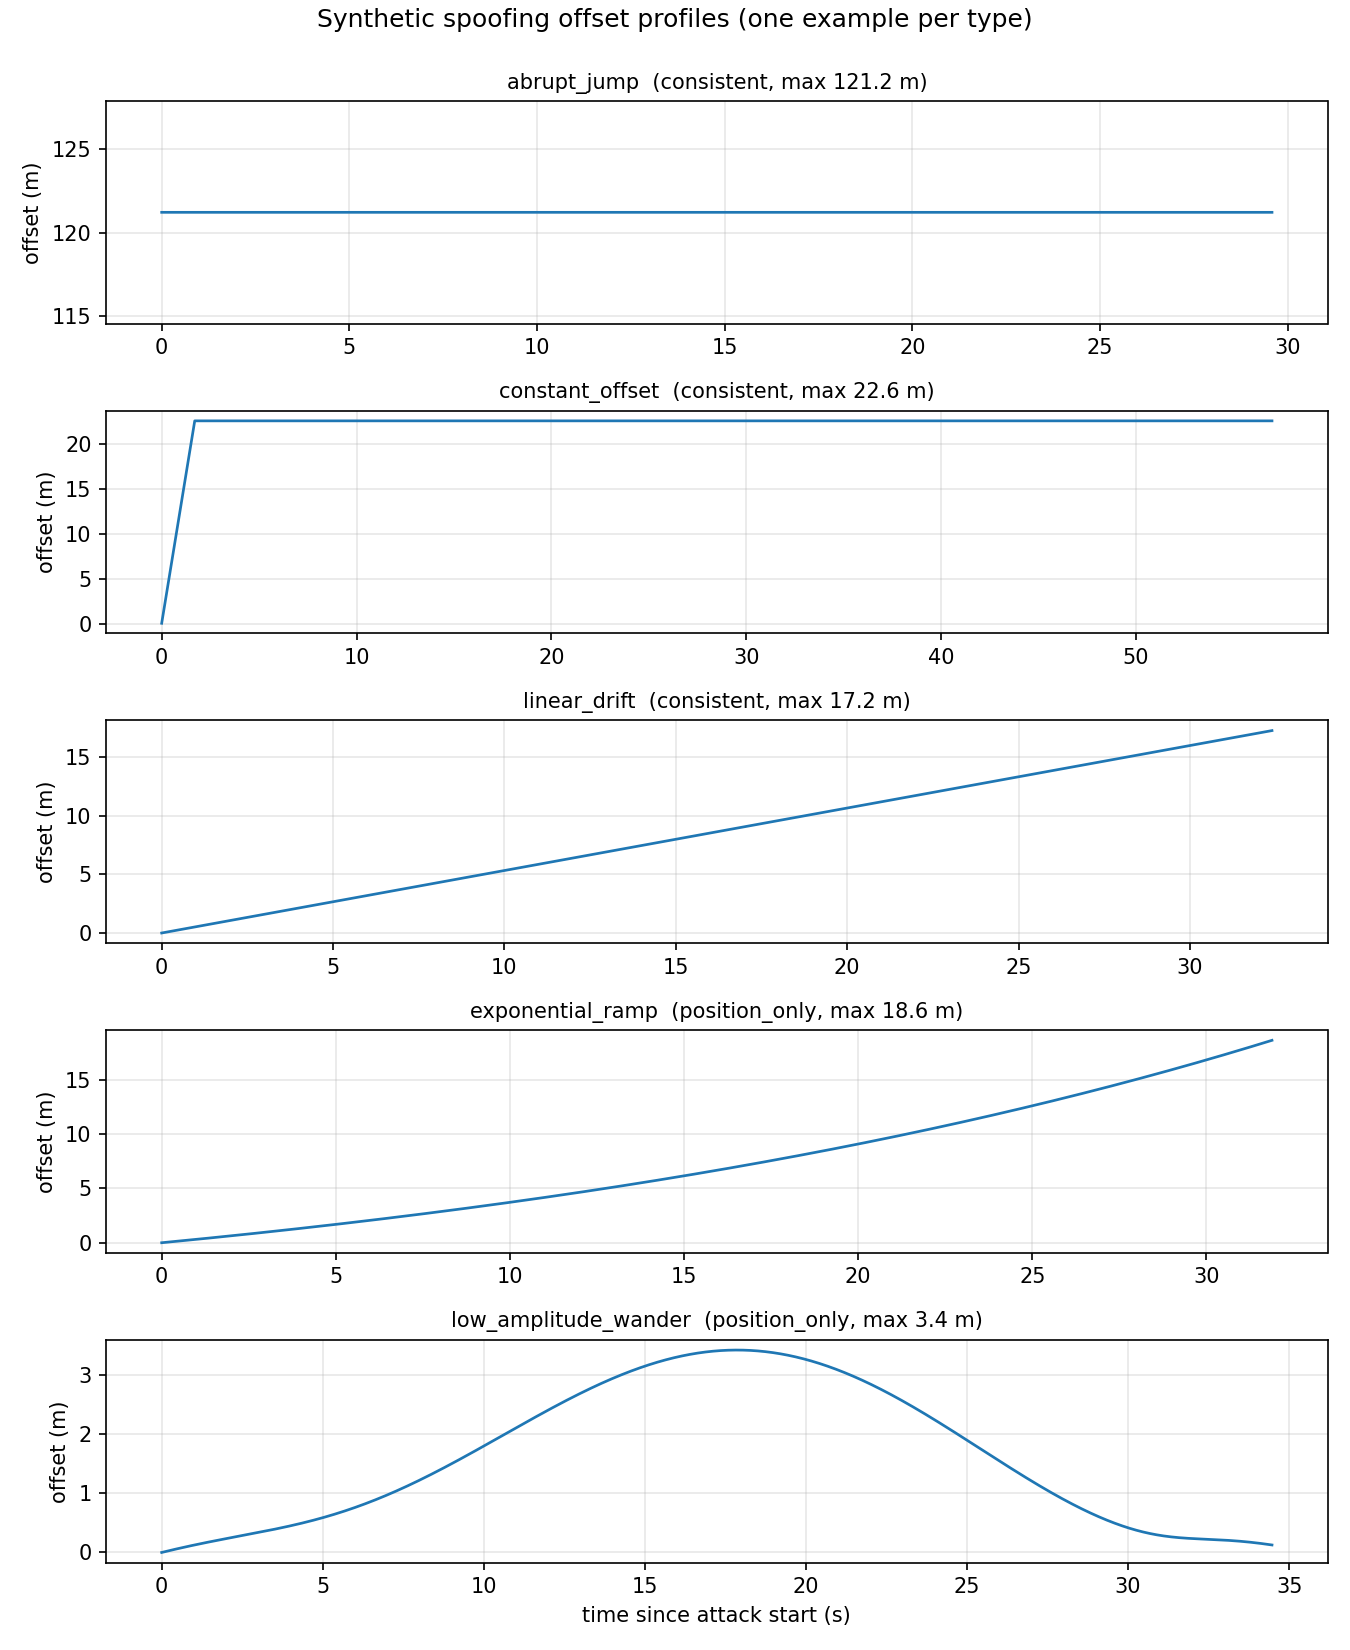 Synthetic spoofing offset profiles (one example per type)
abrupt_jump (consistent, max 121.2 m)
offset (m)
125
120
115
0 5 10 15 20 25 30
constant_offset (consistent, max 22.6 m)
offset (m)
20
15
10
5
0
0 10 20 30 40 50
linear_drift (consistent, max 17.2 m)
offset (m)
15
10
5
0
0 5 10 15 20 25 30
exponential_ramp (position_only, max 18.6 m)
offset (m)
15
10
5
0
0 5 10 15 20 25 30
low_amplitude_wander (position_only, max 3.4 m)
offset (m)
3
2
1
0
0 5 10 15 20 25 30 35
time since attack start (s)